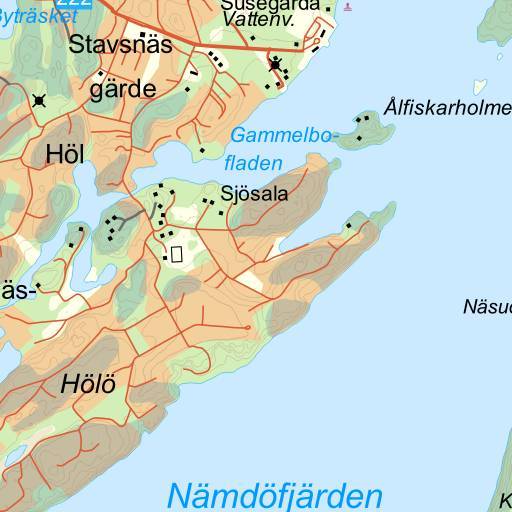 222
Byträsket
Susegårda
Vattenv.
Stavsnäs
gärde
Ålfiskarholme
Gammelbo-
fladen
Höl
Sjösala
äs-
Näsud
Hölö
Nämdöfjärden
K